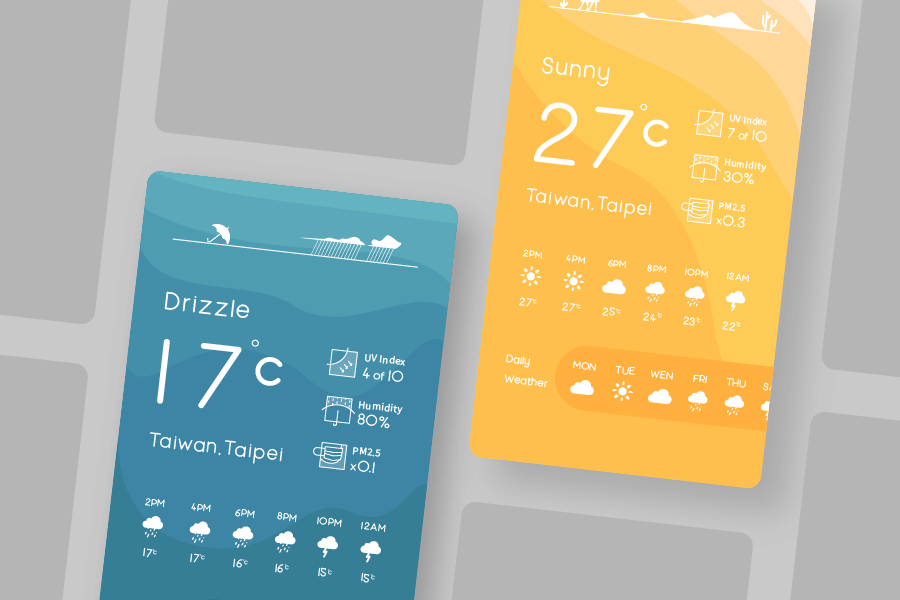 Sunny
27°C
UV Index
7 of 10
Humidity
30%
PM2.5
x0.3
Taiwan.Taipei
2PM 4PM 6PM 8PM 10PM 12AM
27°C 27°C 25°C 24°C 23°C 22°C
Daily
Weather
MON TUE WEN FRI THU
Drizzle
17°C
UV Index
4 of 10
Humidity
80%
PM2.5
x0.1
Taiwan.Taipei
2PM 4PM 6PM 8PM 10PM 12AM
17°C 17°C 16°C 16°C 15°C 15°C